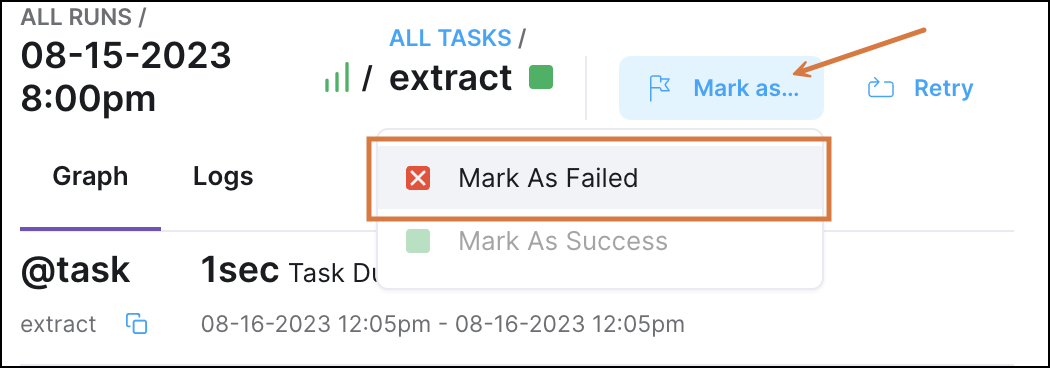 ALL RUNS /
08-15-2023
8:00pm
ALL TASKS /
/ extract
Mark as...
Retry
Graph
Logs
Mark As Failed
Mark As Success
@task
1sec Task Du
extract
08-16-2023 12:05pm - 08-16-2023 12:05pm